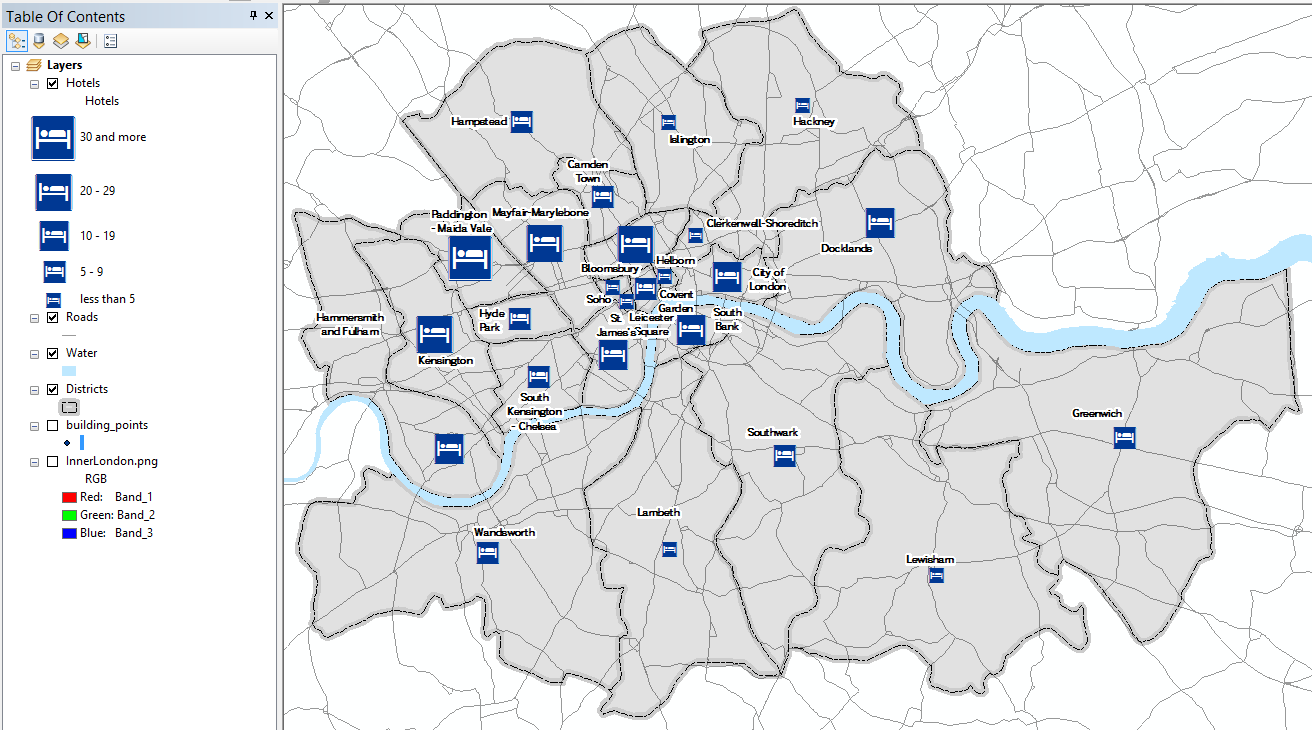 Table Of Contents
Layers
Hotels
Hotels
30 and more
20 - 29
10 - 19
5 - 9
less than 5
Roads
Water
Districts
building_points
InnerLondon.png
RGB
Red: Band_1
Green: Band_2
Blue: Band_3
Hampstead
Islington
Hackney
Camden
Town
Paddington
- Maida Vale
Mayfair-Marylebone
Clerkenwell-Shoreditch
Docklands
Bloomsbury
Holborn
City of
London
Soho
Covent
Garden
Hyde
Park
St.
James's
Leicester
Square
South
Bank
Hammersmith
and Fulham
Kensington
South
Kensington
- Chelsea
Greenwich
Southwark
Lambeth
Wandsworth
Lewisham